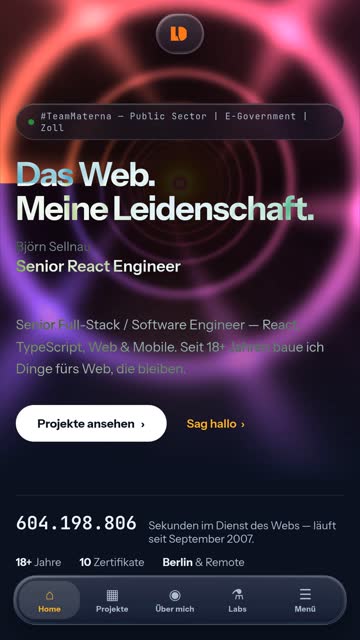 #TeamMaterna — Public Sector | E-Government |
Zoll
Das Web.
Meine Leidenschaft.
Björn Sellnau
Senior React Engineer
Senior Full-Stack / Software Engineer — React,
TypeScript, Web & Mobile. Seit 18+ Jahren baue ich
Dinge fürs Web, die bleiben.
Projekte ansehen ›
Sag hallo ›
604.198.806 Sekunden im Dienst des Webs — läuft
seit September 2007.
18+ Jahre 10 Zertifikate Berlin & Remote
Home Projekte Über mich Labs Menü